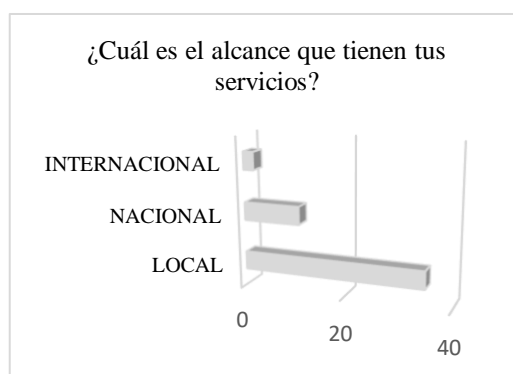 ¿Cuál es el alcance que tienen tus
servicios?
INTERNACIONAL
NACIONAL
LOCAL
0
20
40